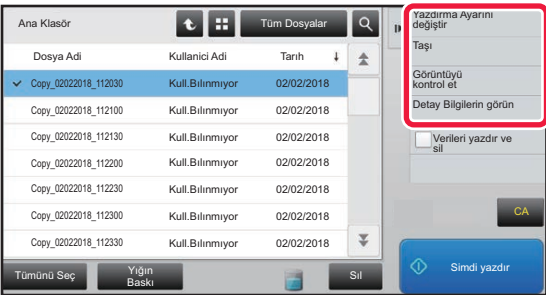 Ana Klasör
Tüm Dosyalar
Dosya Adi
Kullanici Adi
Tarıh
Copy_02022018_112030 Kull.Bılınmıyor 02/02/2018
Copy_02022018_112100 Kull.Bılınmıyor 02/02/2018
Copy_02022018_112130 Kull.Bılınmıyor 02/02/2018
Copy_02022018_112200 Kull.Bılınmıyor 02/02/2018
Copy_02022018_112230 Kull.Bılınmıyor 02/02/2018
Copy_02022018_112300 Kull.Bılınmıyor 02/02/2018
Copy_02022018_112330 Kull.Bılınmıyor 02/02/2018
Tümünü Seç
Yığın
Baskı
Sıl
Yazdırma Ayarını
değiştir
Taşı
Görüntüyü
kontrol et
Detay Bilgilerin görün
Verileri yazdır ve
sil
CA
Simdi yazdır